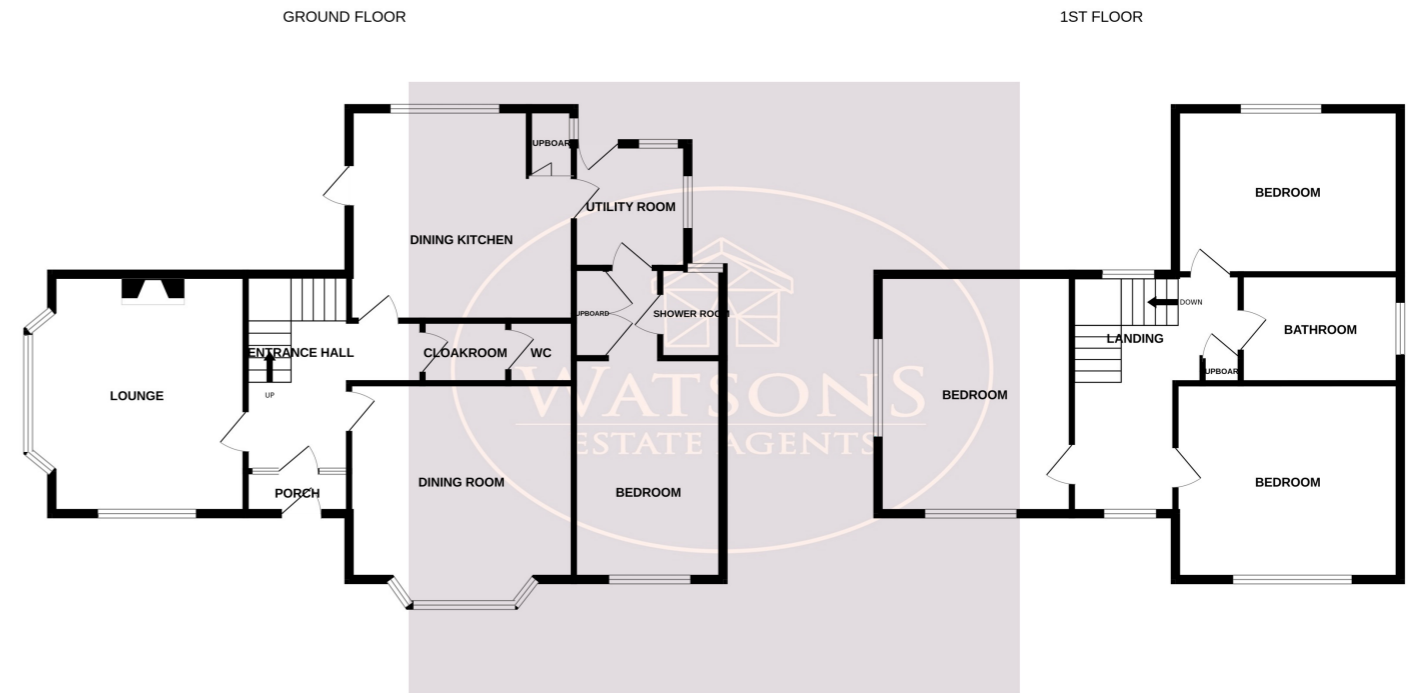 GROUND FLOOR
1ST FLOOR
UPBOAR
UTILITY ROOM
DINING KITCHEN
UPBOARD
SHOWER ROOM
ENTRANCE HALL
CLOAKROOM
WC
LOUNGE
UP
PORCH
DINING ROOM
BEDROOM
WATSONS
ESTATE AGENTS
BEDROOM
DOWN
LANDING
BATHROOM
UPBOAR
BEDROOM
BEDROOM